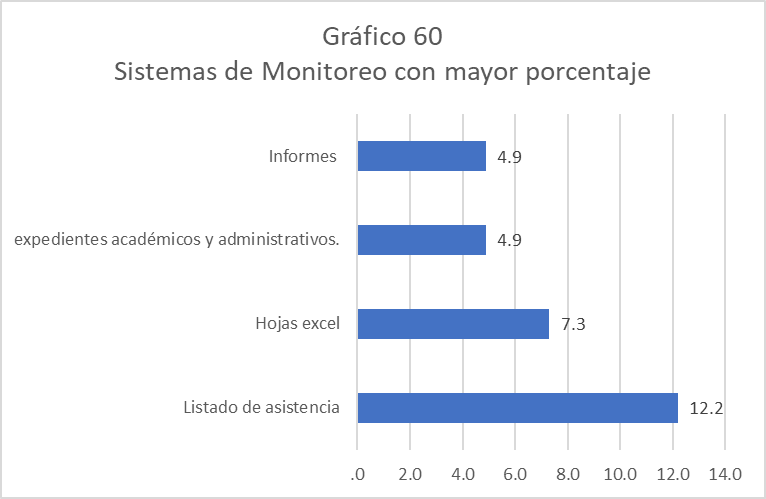 Gráfico 60
Sistemas de Monitoreo con mayor porcentaje
Informes 4.9
expedientes académicos y administrativos. 4.9
Hojas excel 7.3
Listado de asistencia 12.2
.0 2.0 4.0 6.0 8.0 10.0 12.0 14.0